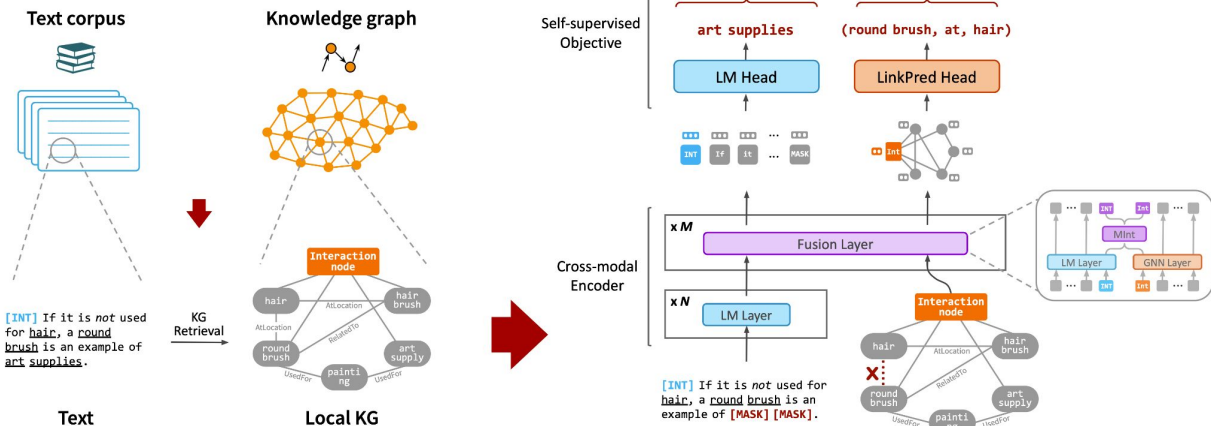 Text corpus
Knowledge graph
Interaction
node
hair
AtLocation
hair
brush
AtLocation
RelatedTo
round
brush
art
supply
UsedFor
painti
ng
UsedFor
[INT] If it is not used
for hair, a round
brush is an example of
art supplies.
KG
Retrieval
Text
Local KG
Self-supervised
Objective
art supplies
(round brush, at, hair)
LM Head
LinkPred Head
INT
If
it
...
MASK
Int
Cross-modal
Encoder
x M
Fusion Layer
x N
LM Layer
Interaction
node
hair
AtLocation
hair
brush
X
RelatedTo
round
brush
art
supply
UsedFor
painti
ng
UsedFor
[INT] If it is not used for
hair, a round brush is an
example of [MASK] [MASK].
...
INT
Int
...
MInt
LM Layer
GNN Layer
...
INT
Int
...